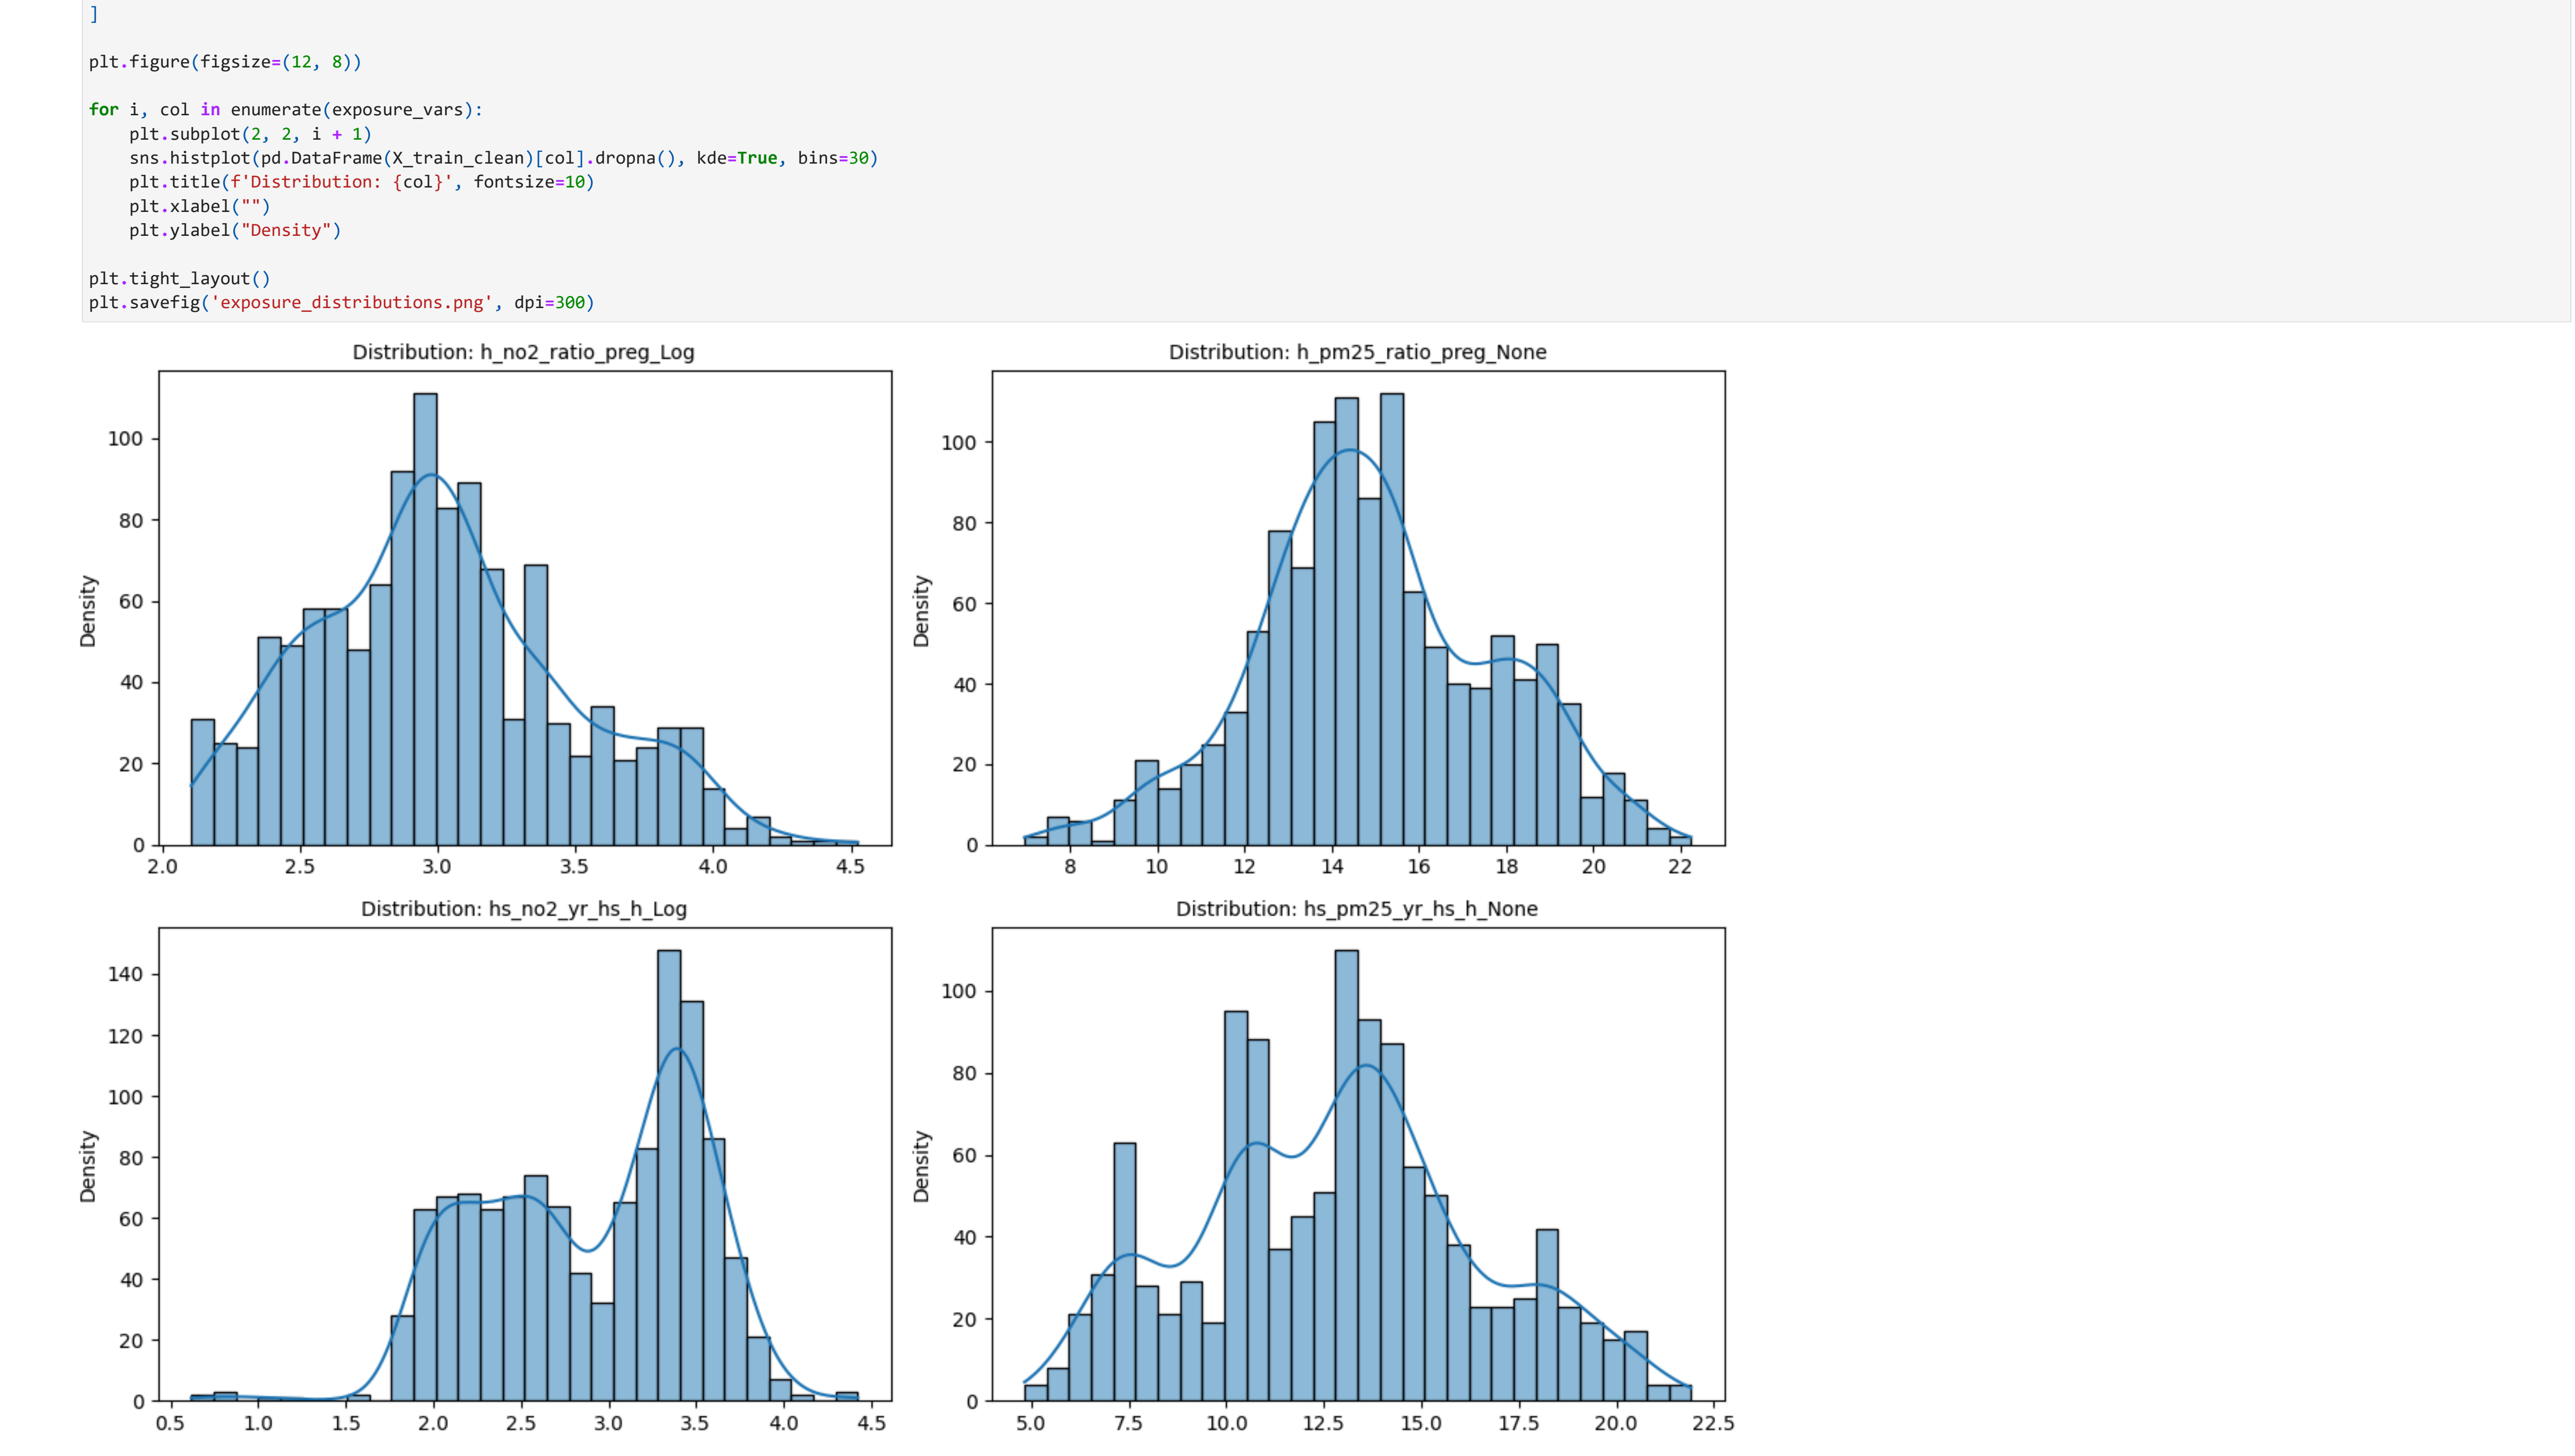 ]
plt.figure(figsize=(12, 8))
for i, col in enumerate(exposure_vars):
    plt.subplot(2, 2, i + 1)
    sns.histplot(pd.DataFrame(X_train_clean)[col].dropna(), kde=True, bins=30)
    plt.title(f'Distribution: {col}', fontsize=10)
    plt.xlabel("")
    plt.ylabel("Density")
plt.tight_layout()
plt.savefig('exposure_distributions.png', dpi=300)
Distribution: h_no2_ratio_preg_Log
Density
100
80
60
40
20
0
2.0 2.5 3.0 3.5 4.0 4.5
Distribution: h_pm25_ratio_preg_None
Density
100
80
60
40
20
0
8 10 12 14 16 18 20 22
Distribution: hs_no2_yr_hs_h_Log
Density
140
120
100
80
60
40
20
0
0.5 1.0 1.5 2.0 2.5 3.0 3.5 4.0 4.5
Distribution: hs_pm25_yr_hs_h_None
Density
100
80
60
40
20
0
5.0 7.5 10.0 12.5 15.0 17.5 20.0 22.5